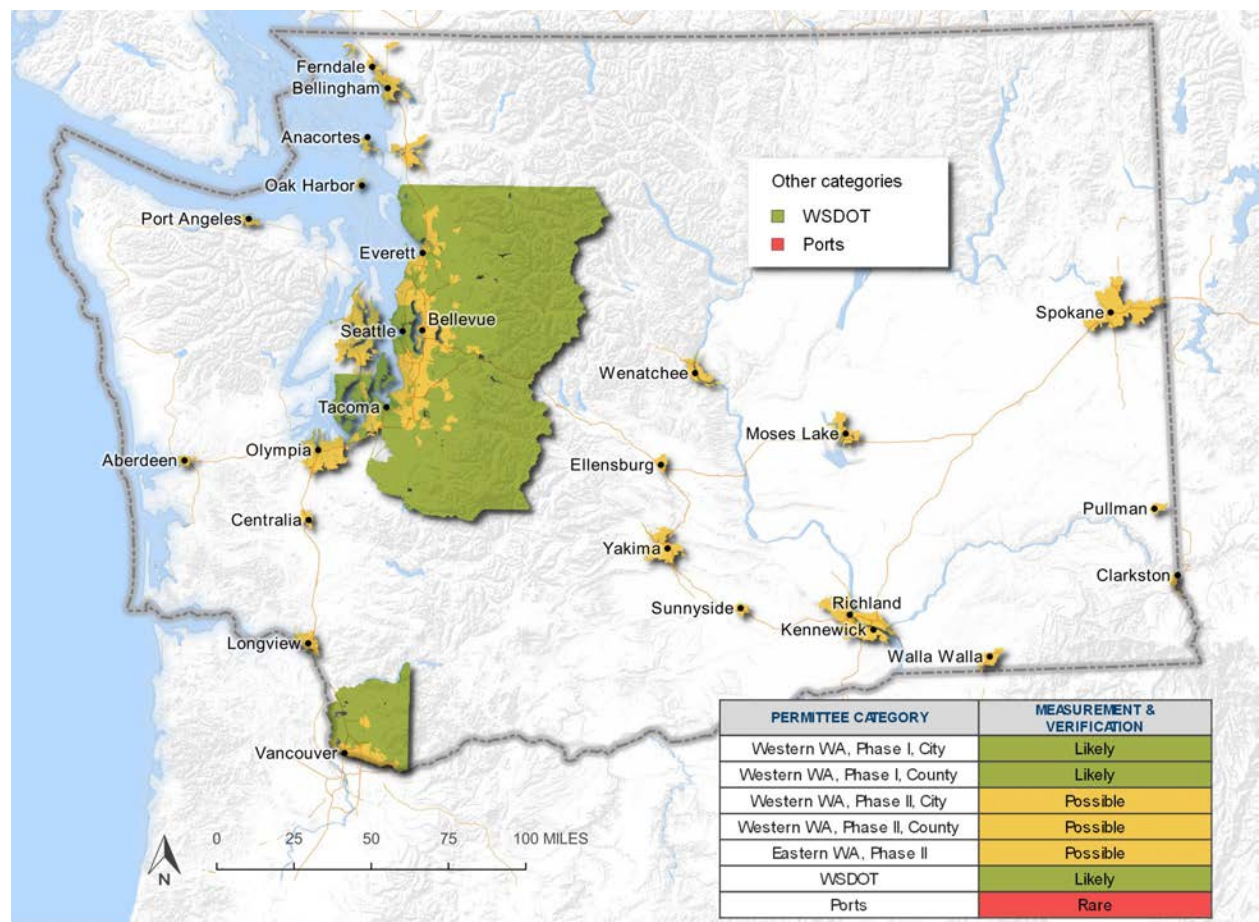 Ferndale
Bellingham
Anacortes
Oak Harbor
Port Angeles
Everett
Seattle
Bellevue
Tacoma
Olympia
Aberdeen
Centralia
Longview
Vancouver
Wenatchee
Moses Lake
Ellensburg
Yakima
Sunnyside
Richland
Kennewick
Walla Walla
Spokane
Pullman
Clarkston
Other categories
WSDOT
Ports
N
0 25 50 75 100 MILES
PERMITTEE CATEGORY MEASUREMENT &
VERIFICATION
Western WA, Phase I, City Likely
Western WA, Phase I, County Likely
Western WA, Phase II, City Possible
Western WA, Phase II, County Possible
Eastern WA, Phase II Possible
WSDOT Likely
Ports Rare